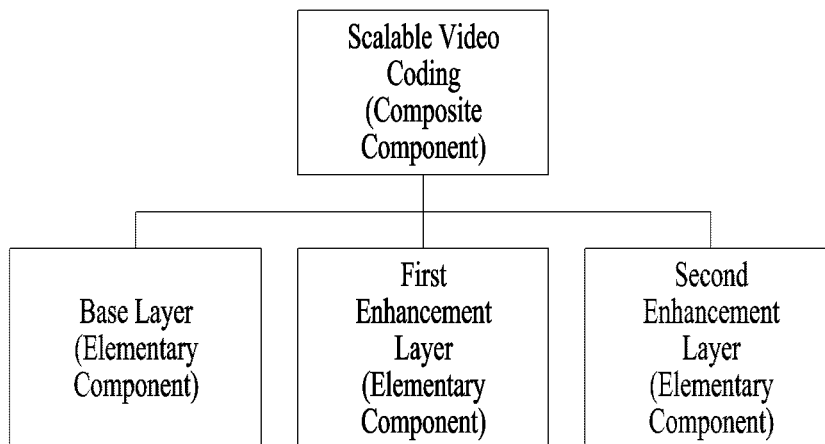 Scalable Video
Coding
(Composite
Component)
Base Layer
(Elementary
Component)
First
Enhancement
Layer
(Elementary
Component)
Second
Enhancement
Layer
(Elementary
Component)